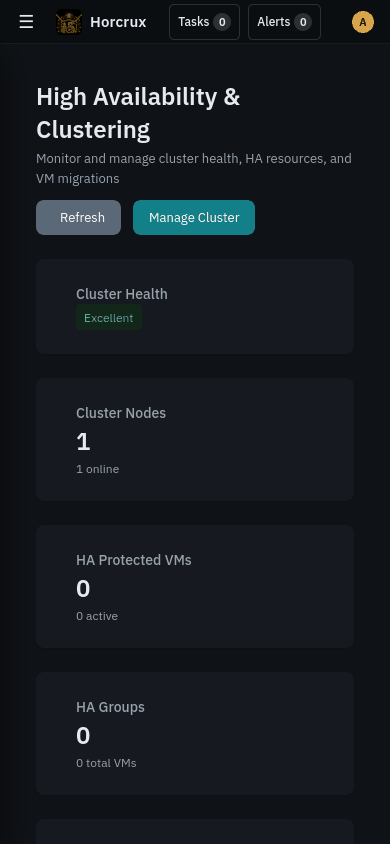 ☰ Horcrux Tasks 0 Alerts 0 A
High Availability &
Clustering
Monitor and manage cluster health, HA resources, and
VM migrations
Refresh Manage Cluster
Cluster Health
Excellent
Cluster Nodes
1
1 online
HA Protected VMs
0
0 active
HA Groups
0
0 total VMs